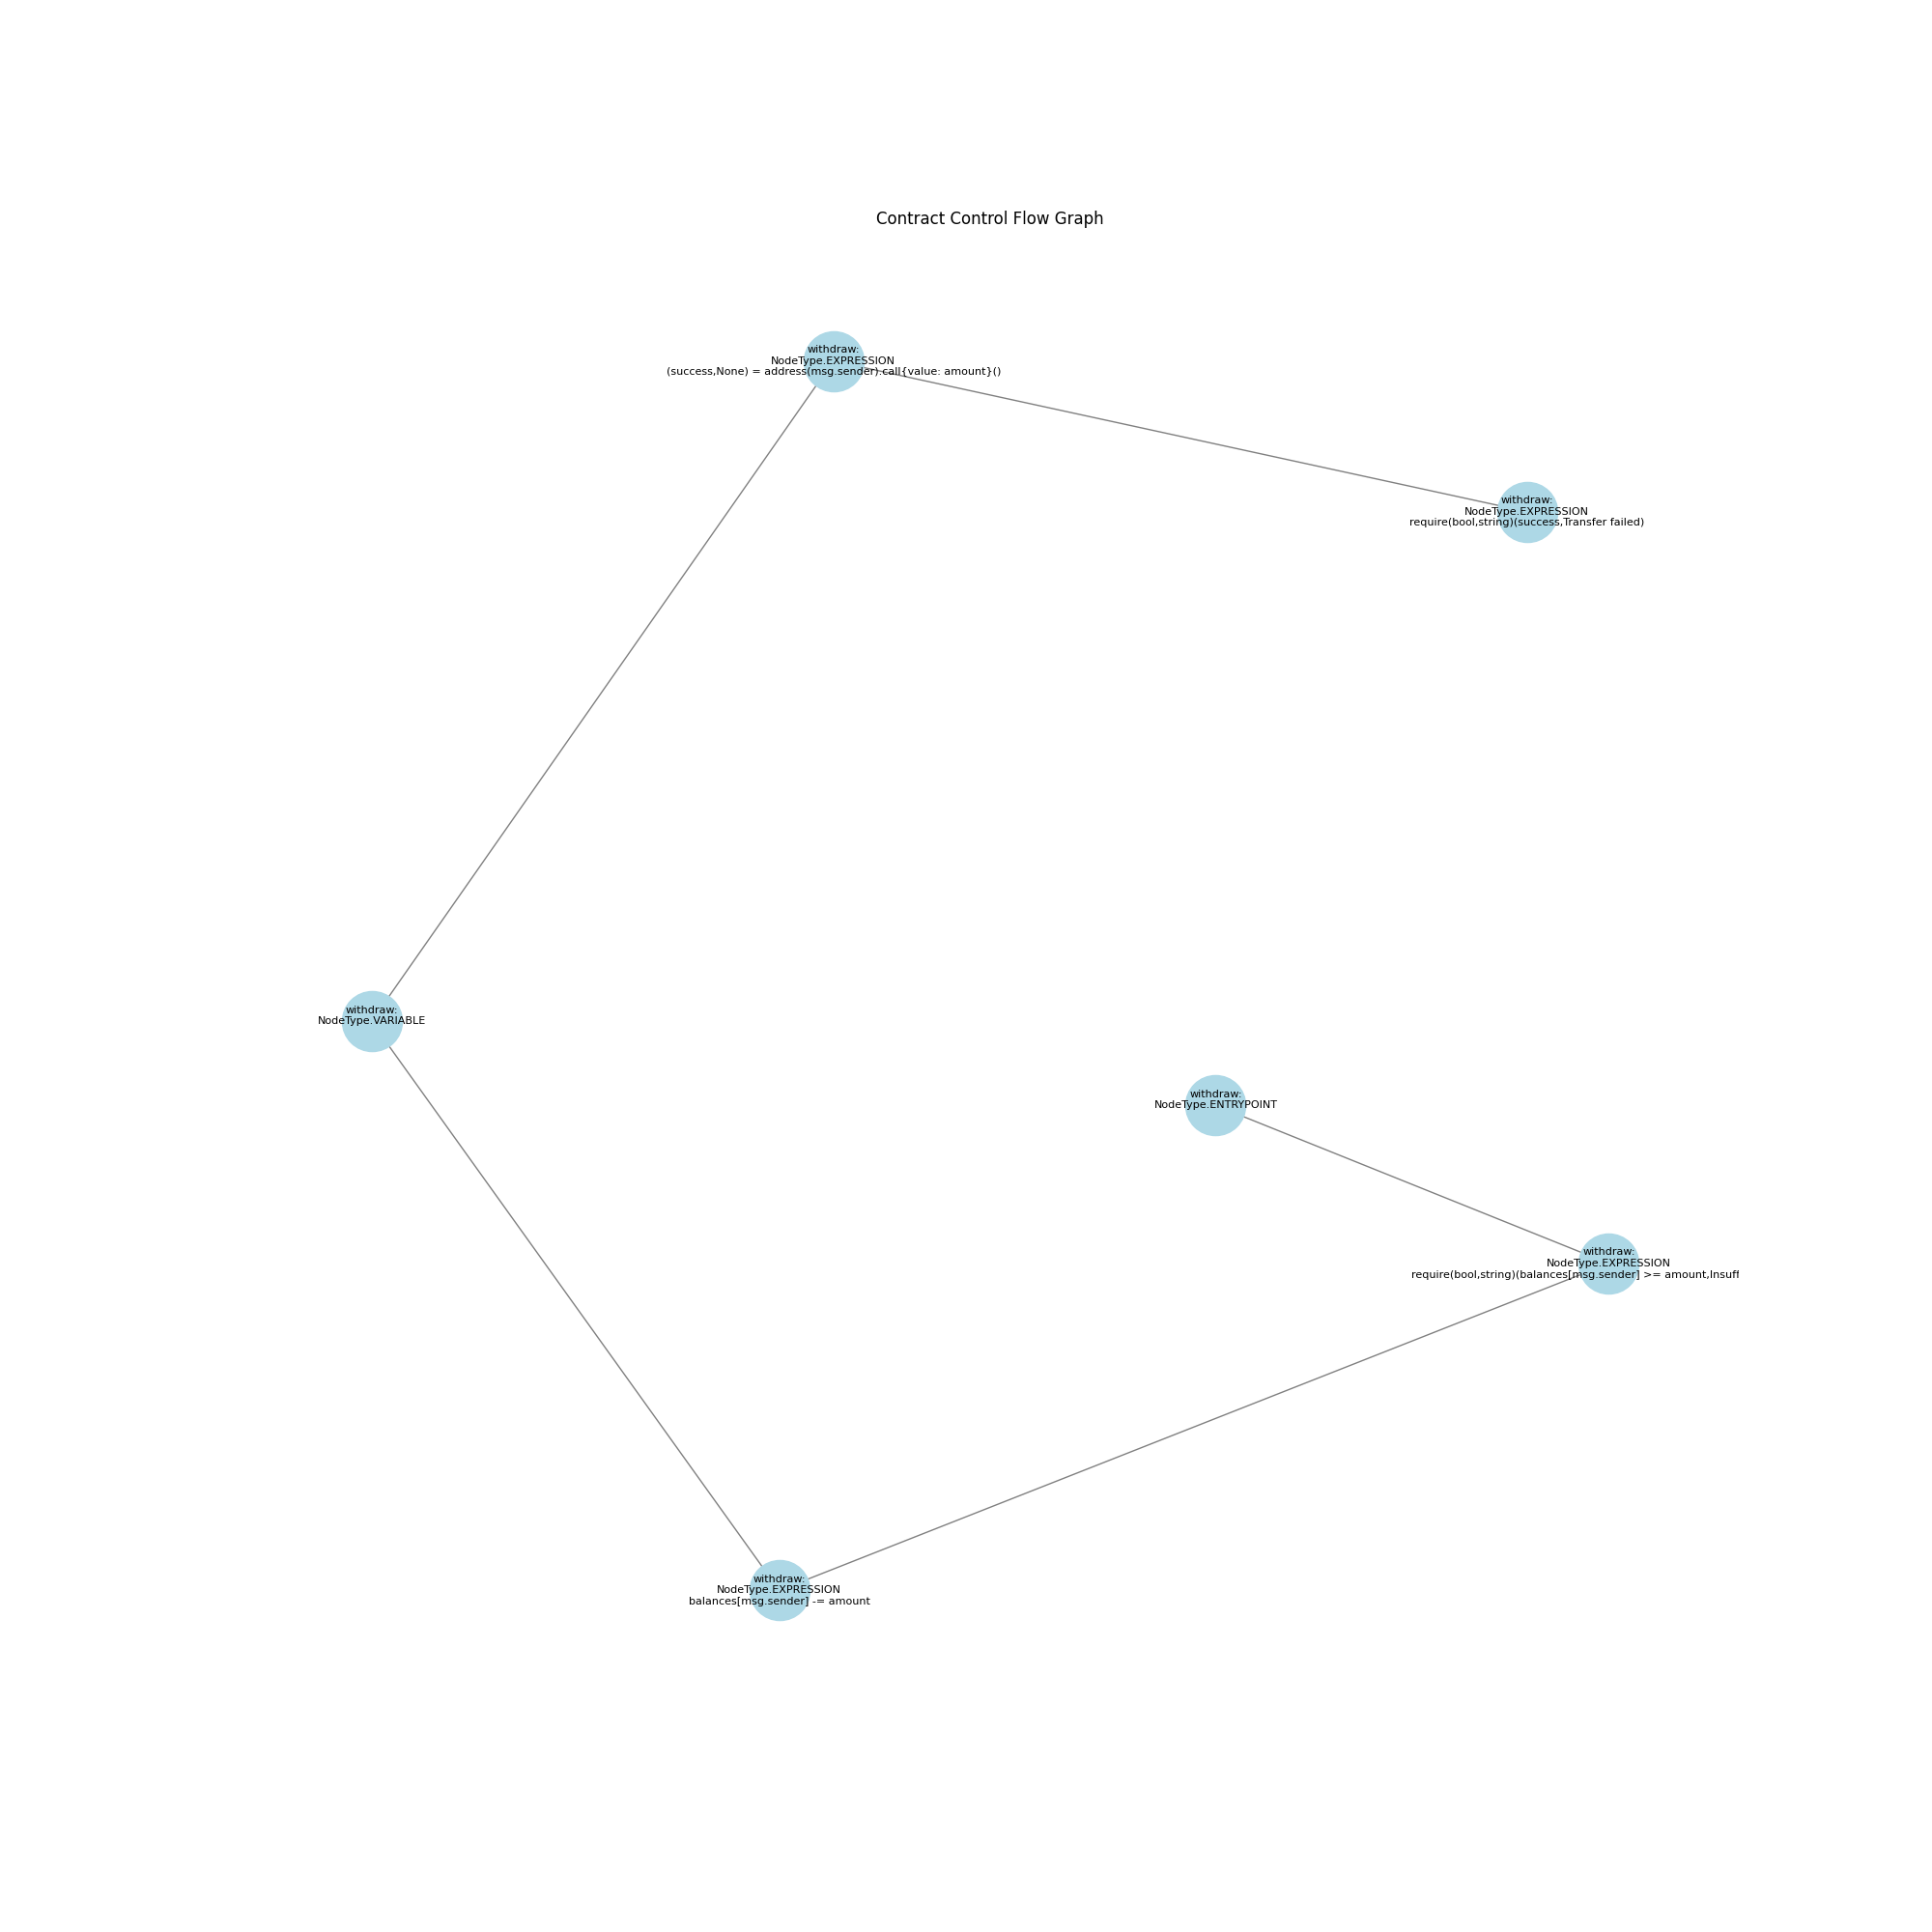 Contract Control Flow Graph
withdraw:
NodeType.EXPRESSION
(success,None) = address(msg.sender).call{value: amount}()
withdraw:
NodeType.EXPRESSION
require(bool,string)(success,Transfer failed)
withdraw:
NodeType.VARIABLE
withdraw:
NodeType.ENTRYPOINT
withdraw:
NodeType.EXPRESSION
require(bool,string)(balances[msg.sender] >= amount,Insuff
withdraw:
NodeType.EXPRESSION
balances[msg.sender] -= amount